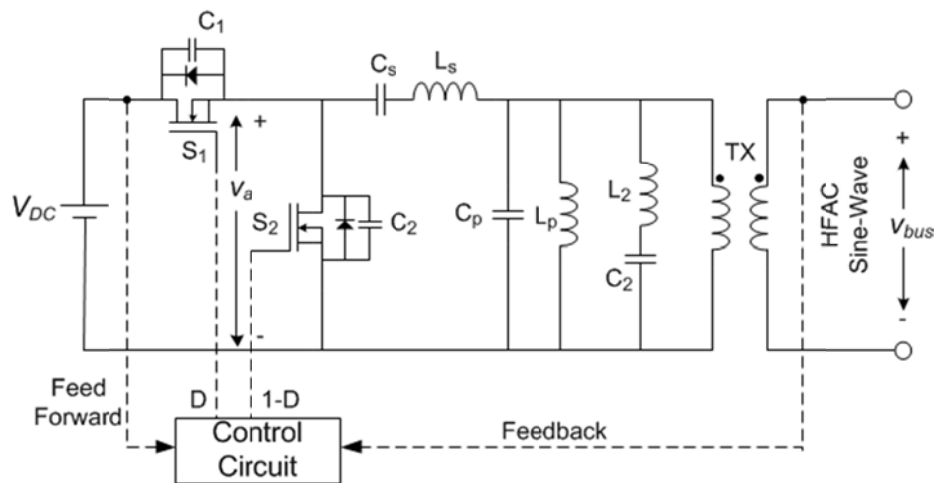 C1
Cs
Ls
S1
+
VDC
va
S2
C2
-
Cp
Lp
L2
C2
TX
HFAC
Sine-Wave
+
vbus
-
Feed
Forward
D
1-D
Control
Circuit
Feedback